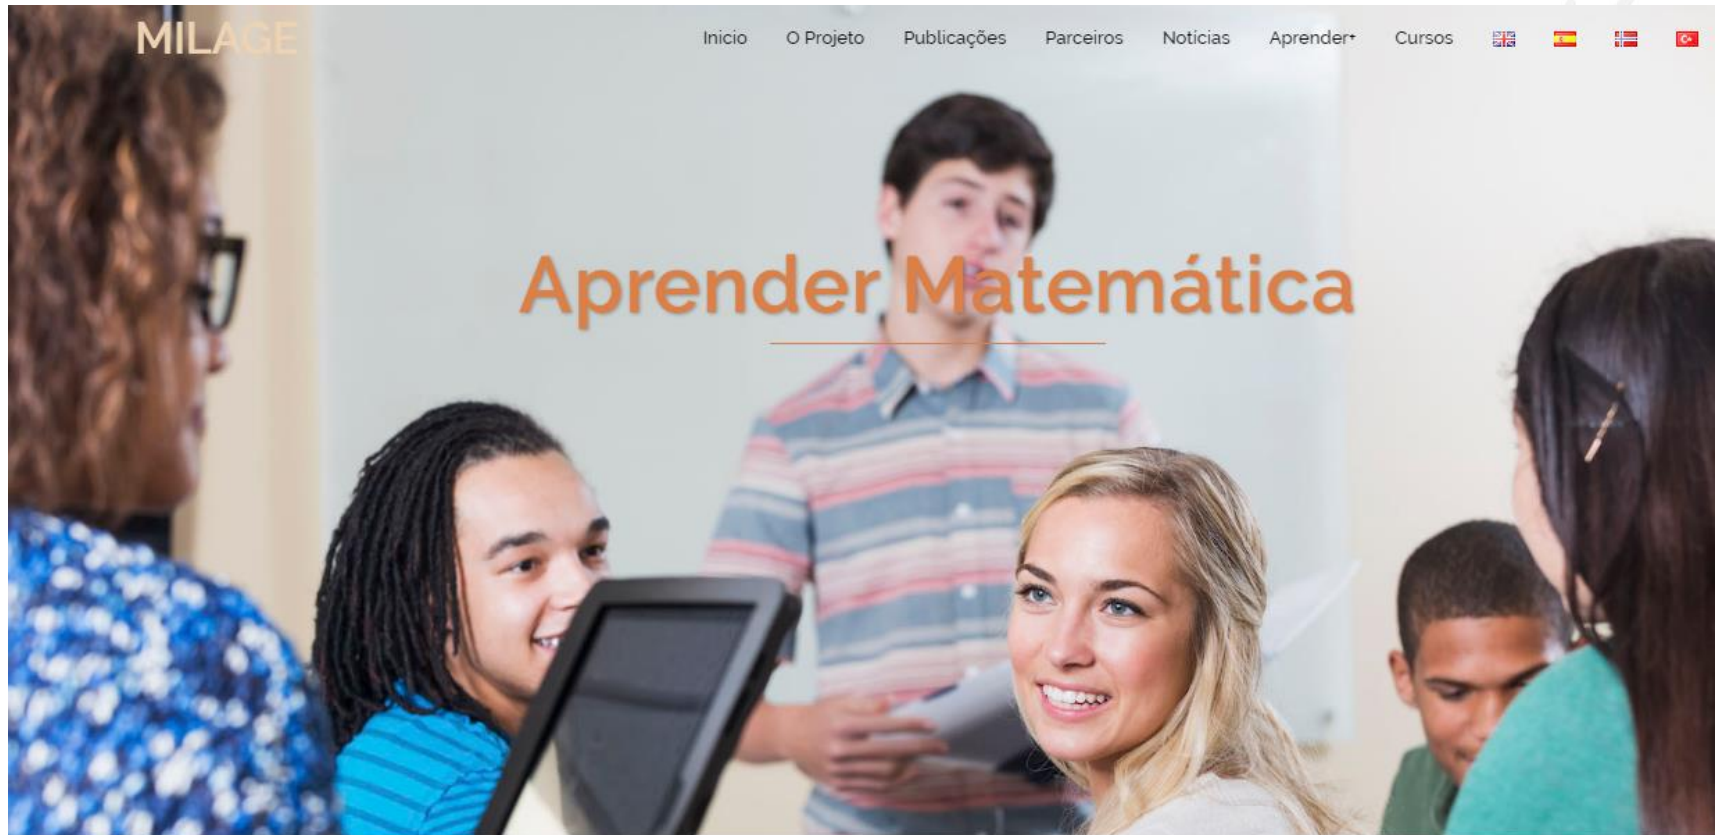 MILAGE
Inicio O Projeto Publicações Parceiros Notícias Aprender+ Cursos
Aprender Matemática